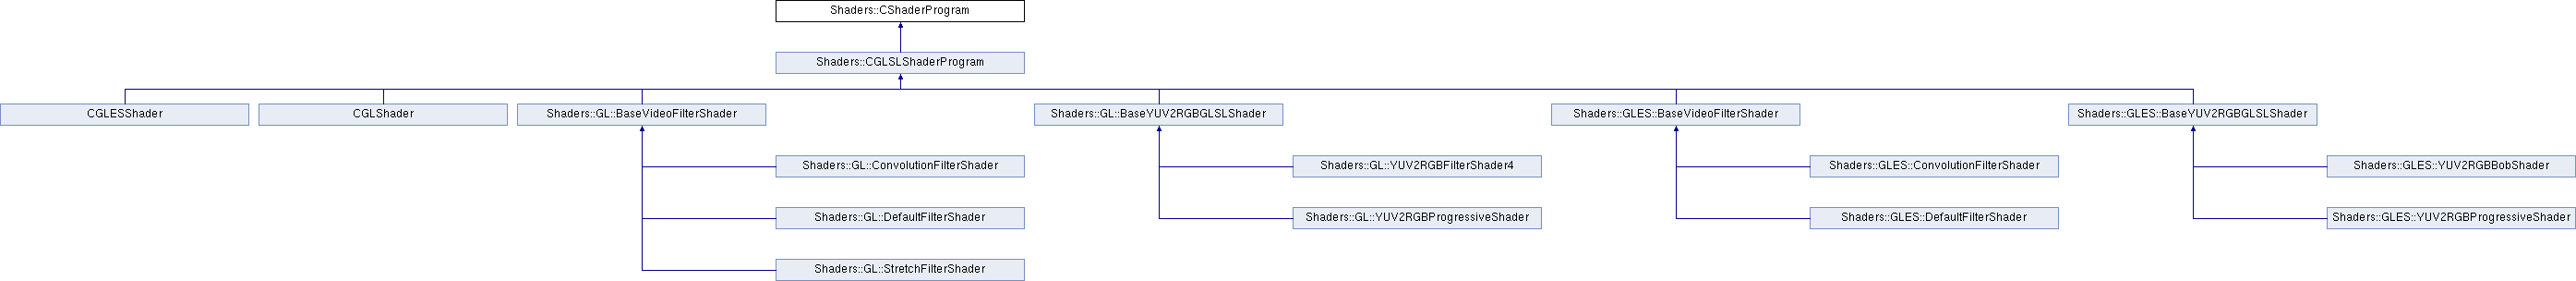 Shaders::CShaderProgram
Shaders::CGLSLShaderProgram
CGLESShader
CGLShader
Shaders::GL::BaseVideoFilterShader
Shaders::GL::BaseYUV2RGBGLSLShader
Shaders::GLES::BaseVideoFilterShader
Shaders::GLES::BaseYUV2RGBGLSLShader
Shaders::GL::ConvolutionFilterShader
Shaders::GL::YUV2RGBFilterShader4
Shaders::GLES::ConvolutionFilterShader
Shaders::GLES::YUV2RGBBobShader
Shaders::GL::DefaultFilterShader
Shaders::GL::YUV2RGBProgressiveShader
Shaders::GLES::DefaultFilterShader
Shaders::GLES::YUV2RGBProgressiveShader
Shaders::GL::StretchFilterShader